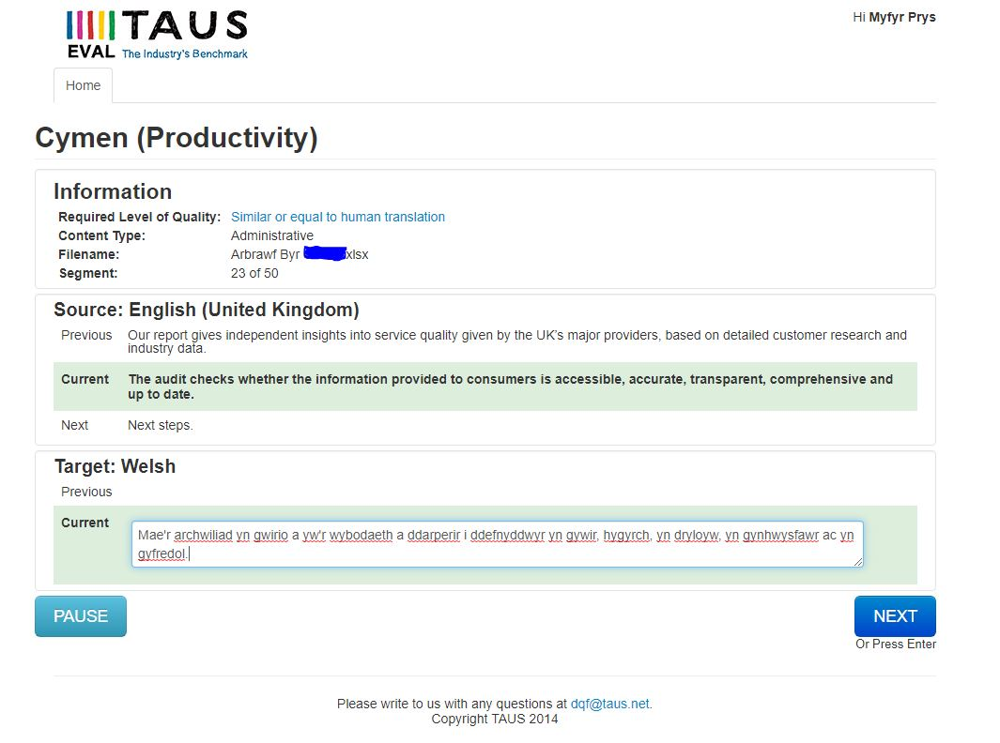 TAUS
EVAL The Industry's Benchmark
Hi Myfyr Prys
Home
Cymen (Productivity)
Information
Required Level of Quality: Similar or equal to human translation
Content Type: Administrative
Filename: Arbrawf Byr xlsx
Segment: 23 of 50
Source: English (United Kingdom)
Previous Our report gives independent insights into service quality given by the UK's major providers, based on detailed customer research and
industry data.
Current The audit checks whether the information provided to consumers is accessible, accurate, transparent, comprehensive and
up to date.
Next Next steps.
Target: Welsh
Previous
Current Mae'r archwiliad yn gwirio a yw'r wybodaeth a ddarperir i ddefnyddwyr yn gywir, hygyrch, yn dryloyw, yn gynhwysfawr ac yn
gyfredol.
PAUSE
NEXT
Or Press Enter
Please write to us with any questions at dqf@taus.net.
Copyright TAUS 2014